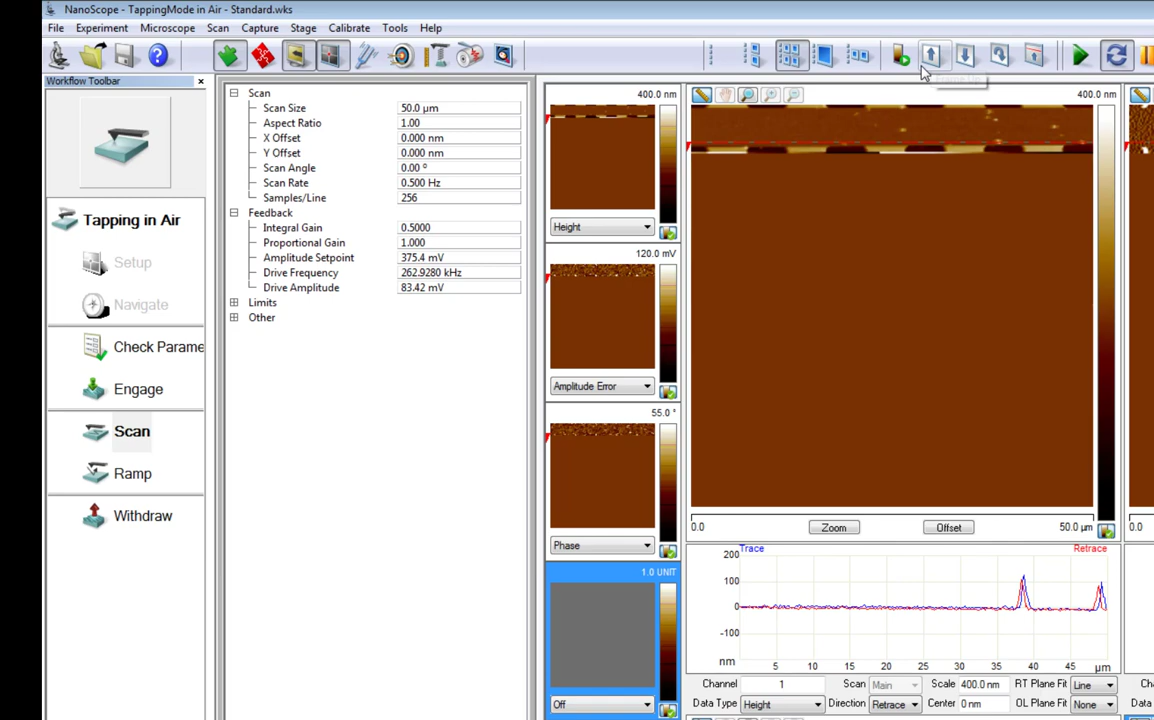 NanoScope - TappingMode in Air - Standard.wks
File Experiment Microscope Scan Capture Stage Calibrate Tools Help
Frame Up
Workflow Toolbar
Tapping in Air
Setup
Navigate
Check Parame
Engage
Scan
Ramp
Withdraw
Scan
Scan Size 50.0 µm
Aspect Ratio 1.00
X Offset 0.000 nm
Y Offset 0.000 nm
Scan Angle 0.00 º
Scan Rate 0.500 Hz
Samples/Line 256
Feedback
Integral Gain 0.5000
Proportional Gain 1.000
Amplitude Setpoint 375.4 mV
Drive Frequency 262.9280 kHz
Drive Amplitude 83.42 mV
Limits
Other
400.0 nm
Height
120.0 mV
Amplitude Error
55.0 °
Phase
1.0 UNIT
Off
400.0 nm
0.0 Zoom Offset 50.0 µm
0.0
Trace Retrace
200
100
0
-100
nm 5 10 15 20 25 30 35 40 45 µm
Channel 1 Scan Main Scale 400.0 nm RT Plane Fit Line
Data Type Height Direction Retrace Center 0 nm OL Plane Fit None
Cha
Da